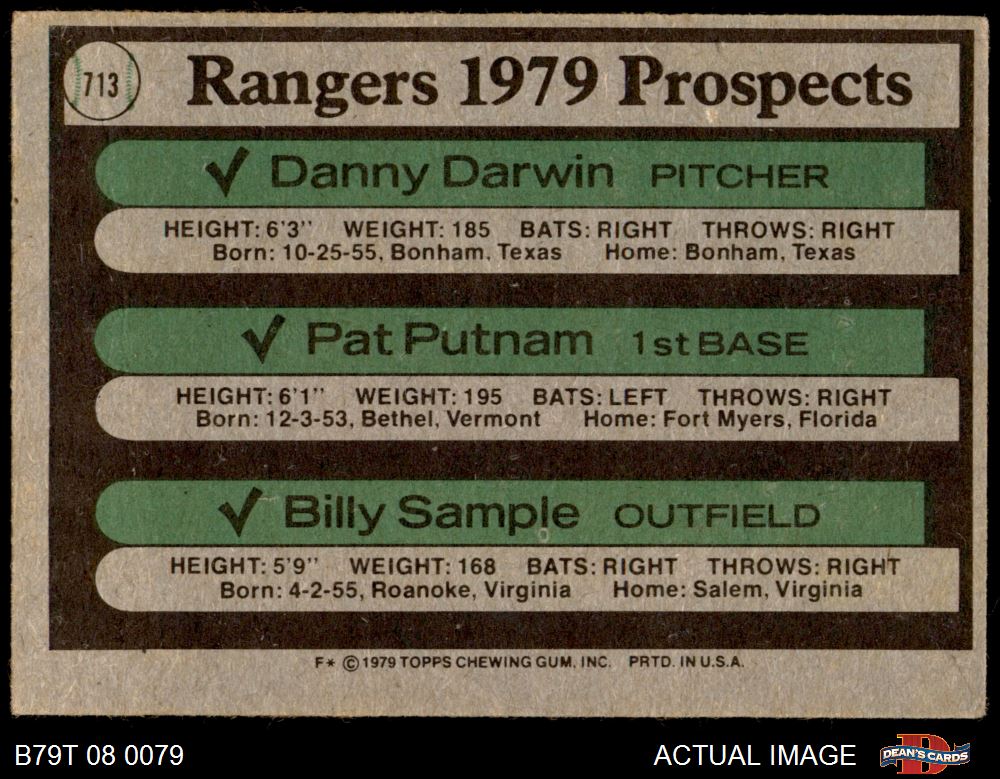 713
Rangers 1979 Prospects
✓ Danny Darwin PITCHER
HEIGHT: 6'3'' WEIGHT: 185 BATS: RIGHT THROWS: RIGHT
Born: 10-25-55, Bonham, Texas Home: Bonham, Texas
✓ Pat Putnam 1st BASE
HEIGHT: 6'1'' WEIGHT: 195 BATS: LEFT THROWS: RIGHT
Born: 12-3-53, Bethel, Vermont Home: Fort Myers, Florida
✓ Billy Sample OUTFIELD
HEIGHT: 5'9'' WEIGHT: 168 BATS: RIGHT THROWS: RIGHT
Born: 4-2-55, Roanoke, Virginia Home: Salem, Virginia
F* © 1979 TOPPS CHEWING GUM, INC. PRTD. IN U.S.A.
B79T 08 0079 ACTUAL IMAGE
D
DEAN'S CARDS